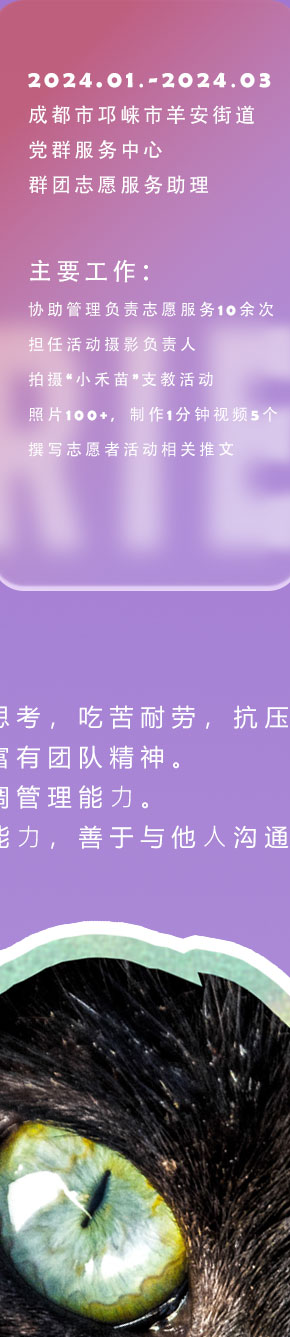 2024.01.-2024.03
成都市邛崃市羊安街道
党群服务中心
群团志愿服务助理
主要工作：
协助管理负责志愿服务10余次
担任活动摄影负责人
拍摄“小禾苗”支教活动
照片100+，制作1分钟视频5个
撰写志愿者活动相关推文
思考，吃苦耐劳，抗压
富有团队精神。
调管理能力。
能力，善于与他人沟通